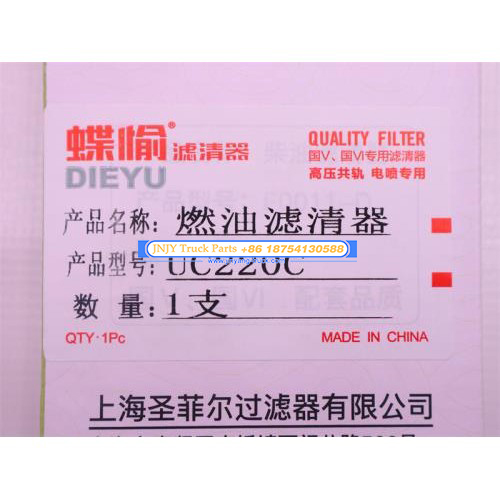 蝶愉® 滤清器
DIEYU
QUALITY FILTER
国Ⅴ、国Ⅵ专用滤清器
高压共轨 电喷专用
产品名称: 燃油滤清器
JNJY Truck Parts +86 18754130588
产品型号: UC220C
数量: 1支
QTY·1Pc
MADE IN CHINA
上海圣菲尔过滤器有限公司